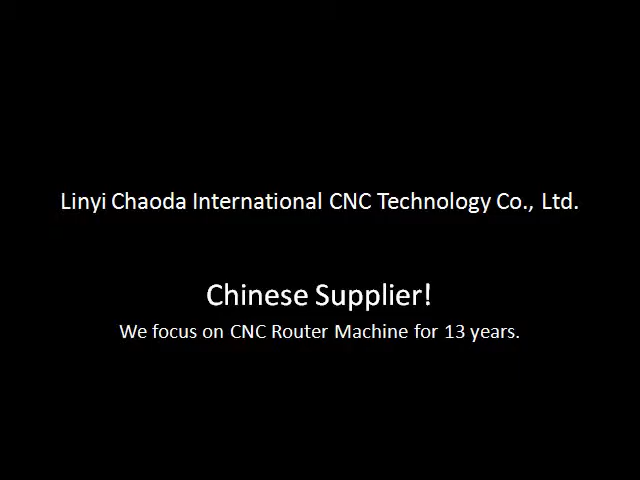 Linyi Chaoda International CNC Technology Co., Ltd.
Chinese Supplier!
We focus on CNC Router Machine for 13 years.